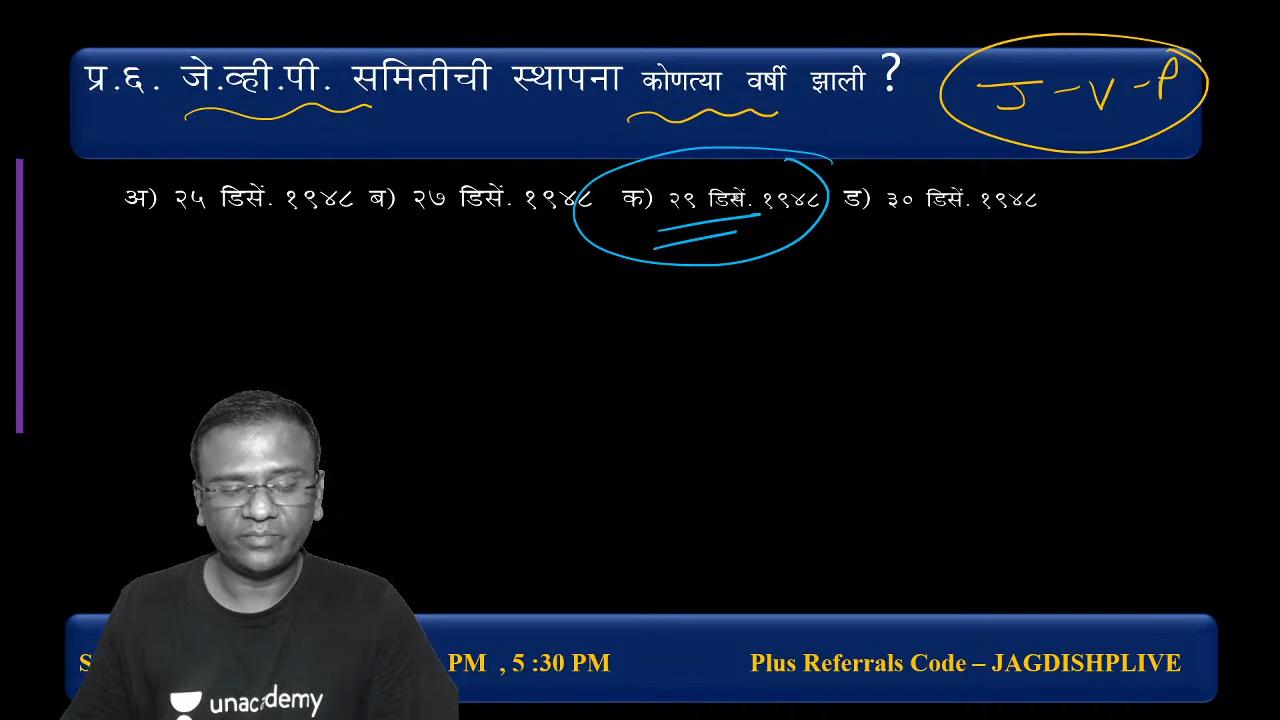 प्र.६. जे.व्ही.पी. समितीची स्थापना कोणत्या वर्षी झाली ?
J - V - P
अ) २५ डिसें. १९४८ ब) २७ डिसें. १९४८ क) २९ डिसें. १९४८ ड) ३० डिसें. १९४८
S
PM , 5 :30 PM
Plus Referrals Code – JAGDISHPLIVE
unacademy